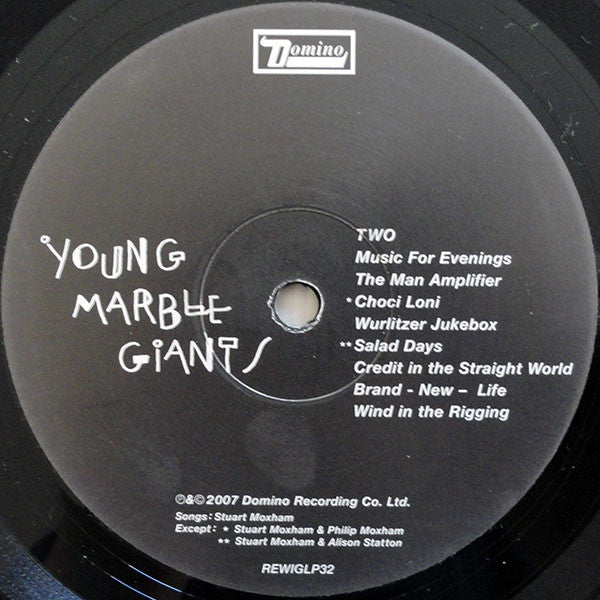 Domino
YOUNG
MARBLE
GIANTS
TWO
Music For Evenings
The Man Amplifier
* Choci Loni
Wurlitzer Jukebox
** Salad Days
Credit in the Straight World
Brand - New – Life
Wind in the Rigging
℗&©2007 Domino Recording Co. Ltd.
Songs: Stuart Moxham
Except: * Stuart Moxham & Philip Moxham
** Stuart Moxham & Alison Statton
REWIGLP32